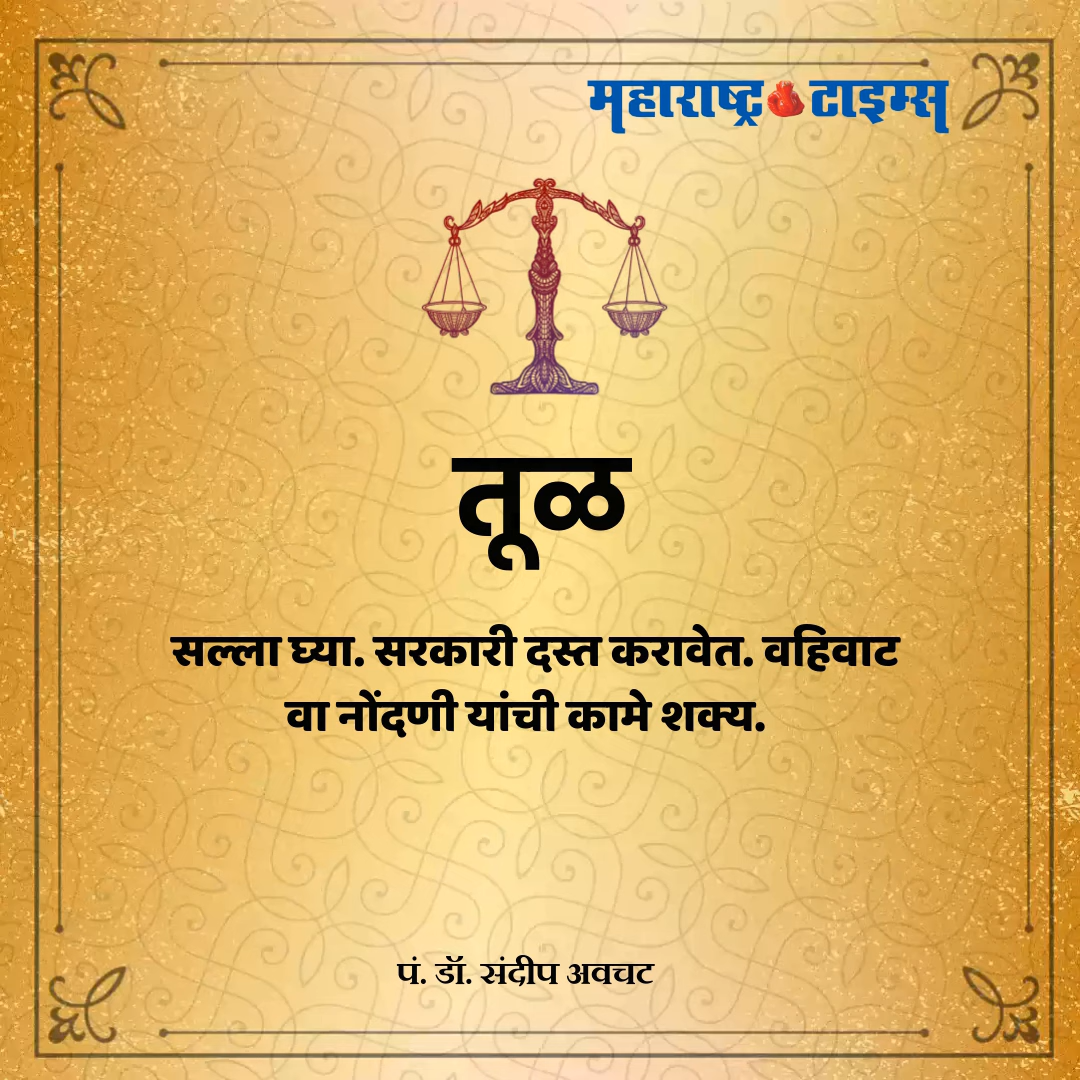 महाराष्ट्र टाइम्स
तूळ
सल्ला घ्या. सरकारी दस्त करावेत. वहिवाट
वा नोंदणी यांची कामे शक्य.
पं. डॉ. संदीप अवचट